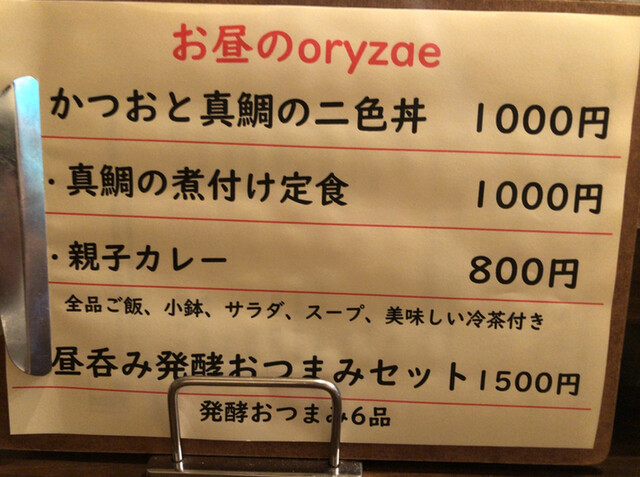 お昼のoryzae
かつおと真鯛の二色丼 1000円
・真鯛の煮付け定食 1000円
・親子カレー 800円
全品ご飯、小鉢、サラダ、スープ、美味しい冷茶付き
昼呑み発酵おつまみセット1500円
発酵おつまみ6品